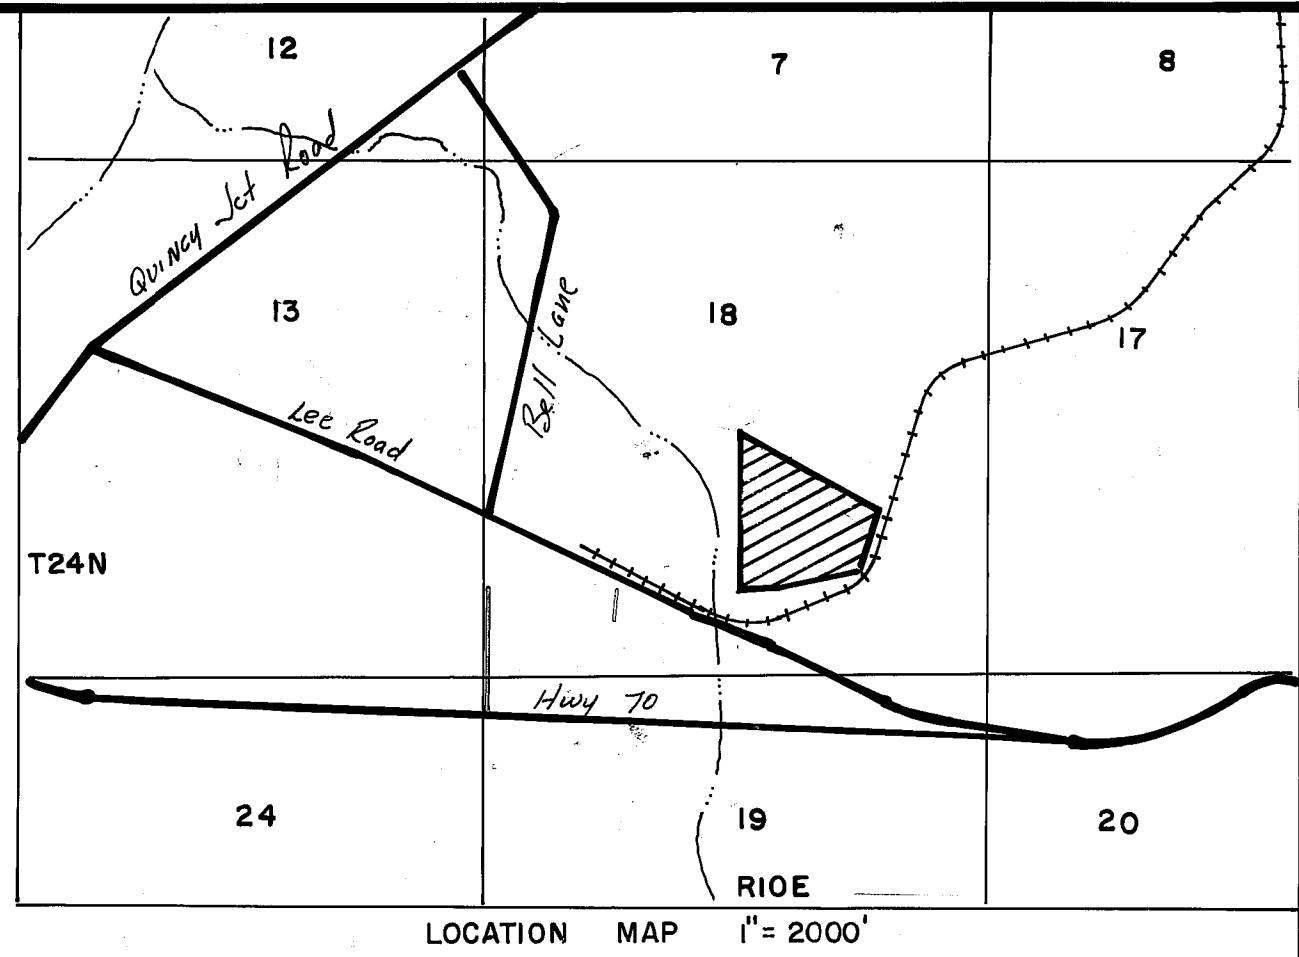 12
7
8
Quincy Jct Road
13
18
17
Bell Lane
Lee Road
T24N
Hwy 70
24
19
20
R10E
LOCATION MAP 1" = 2000'